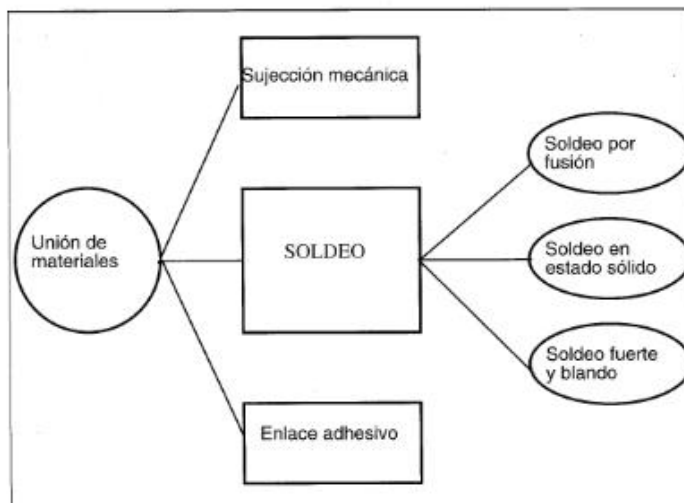 Sujección mecánica
Soldeo por
fusión
Unión de
materiales
SOLDEO
Soldeo en
estado sólido
Soldeo fuerte
y blando
Enlace adhesivo